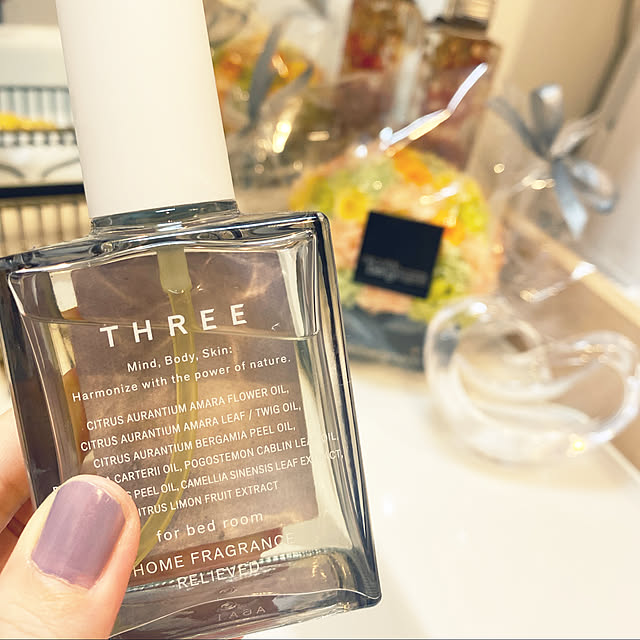 THREE
Mind, Body, Skin:
Harmonize with the power of nature.
CITRUS AURANTIUM AMARA FLOWER OIL,
CITRUS AURANTIUM AMARA LEAF / TWIG OIL,
CITRUS AURANTIUM BERGAMIA PEEL OIL,
CARTERII OIL, POGOSTEMON CABLIN LEAF OIL,
PEEL OIL, CAMELLIA SINENSIS LEAF EXTRACT,
CITRUS LIMON FRUIT EXTRACT
for bed room
HOME FRAGRANCE
RELIEVED